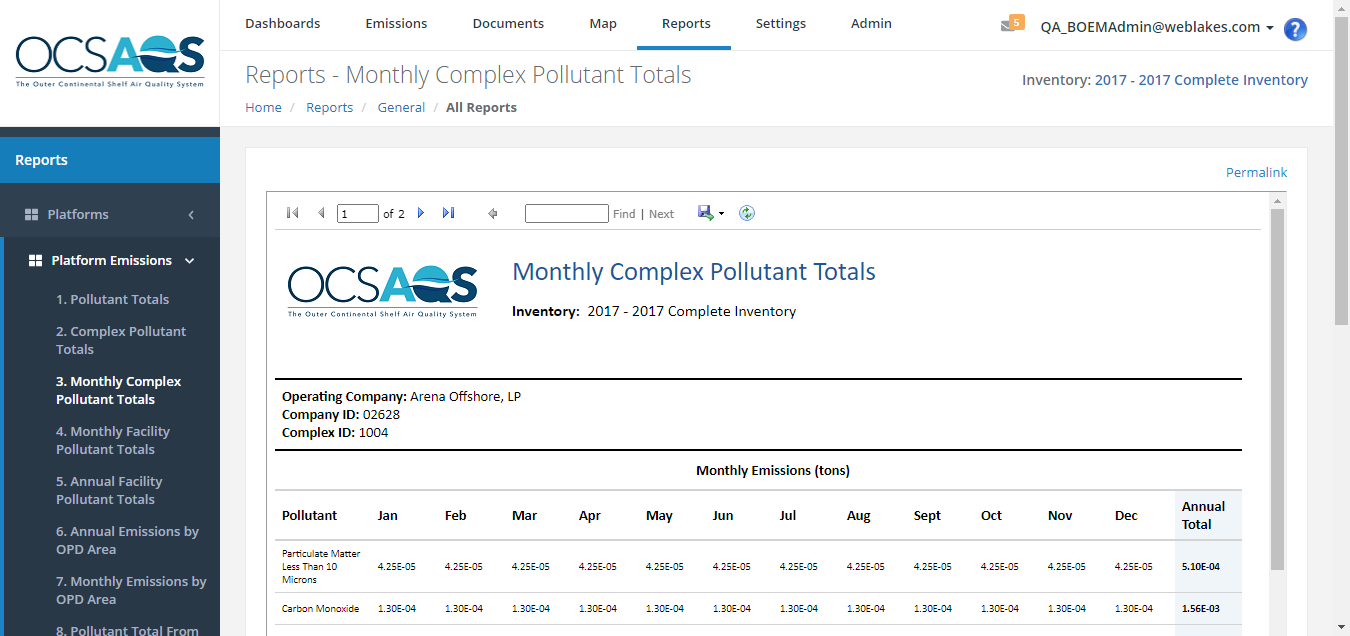 OCSAQS
The Outer Continental Shelf Air Quality System
Dashboards Emissions Documents Map Reports Settings Admin
5 QA_BOEMAdmin@weblakes.com ?
Reports - Monthly Complex Pollutant Totals
Inventory: 2017 - 2017 Complete Inventory
Home / Reports / General / All Reports
Reports
Platforms
Platform Emissions
1. Pollutant Totals
2. Complex Pollutant
Totals
3. Monthly Complex
Pollutant Totals
4. Monthly Facility
Pollutant Totals
5. Annual Facility
Pollutant Totals
6. Annual Emissions by
OPD Area
7. Monthly Emissions by
OPD Area
8. Pollutant Total From
Permalink
1 of 2 Find | Next
OCSAQS
The Outer Continental Shelf Air Quality System
Monthly Complex Pollutant Totals
Inventory: 2017 - 2017 Complete Inventory
Operating Company: Arena Offshore, LP
Company ID: 02628
Complex ID: 1004
Monthly Emissions (tons)
Pollutant Jan Feb Mar Apr May Jun Jul Aug Sept Oct Nov Dec Annual
Total
Particulate Matter
Less Than 10
Microns
4.25E-05 4.25E-05 4.25E-05 4.25E-05 4.25E-05 4.25E-05 4.25E-05 4.25E-05 4.25E-05 4.25E-05 4.25E-05 4.25E-05 5.10E-04
Carbon Monoxide 1.30E-04 1.30E-04 1.30E-04 1.30E-04 1.30E-04 1.30E-04 1.30E-04 1.30E-04 1.30E-04 1.30E-04 1.30E-04 1.30E-04 1.56E-03